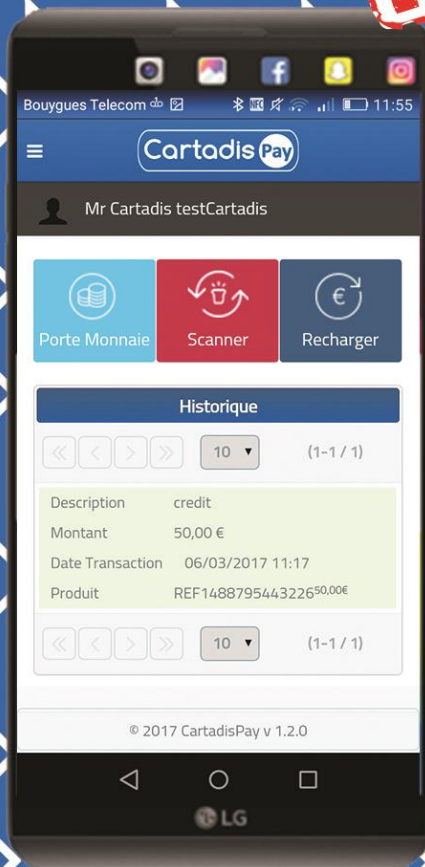 Bouygues Telecom 11:55
Cartadis Pay
Mr Cartadis testCartadis
Porte Monnaie Scanner Recharger
Historique
10 (1-1 / 1)
Description credit
Montant 50,00 €
Date Transaction 06/03/2017 11:17
Produit REF1488795443226 50,00€
10 (1-1 / 1)
© 2017 CartadisPay v 1.2.0
LG